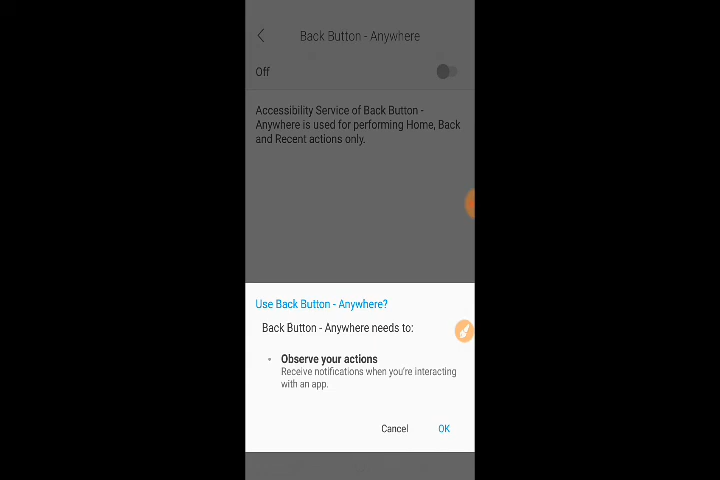 Back Button - Anywhere
Off
Accessibility Service of Back Button -
Anywhere is used for performing Home, Back
and Recent actions only.
Use Back Button - Anywhere?
Back Button - Anywhere needs to:
Observe your actions
Receive notifications when you're interacting
with an app.
Cancel OK